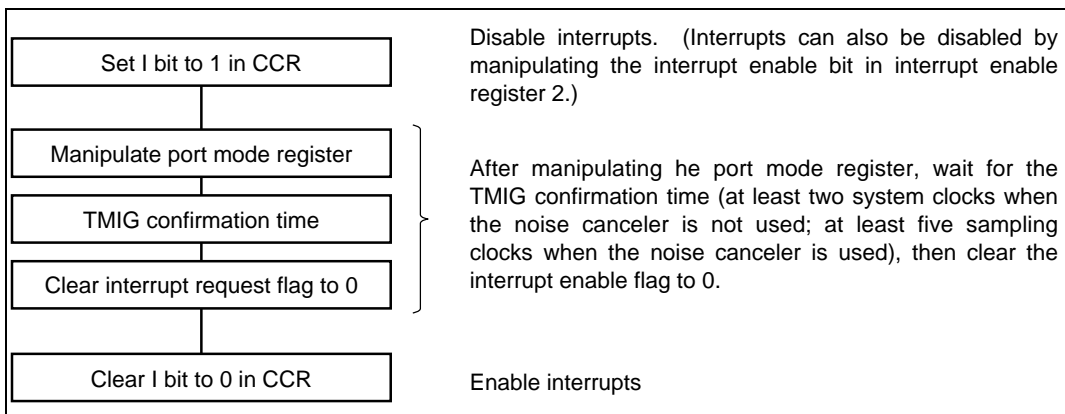 Set I bit to 1 in CCR
Disable interrupts. (Interrupts can also be disabled by
manipulating the interrupt enable bit in interrupt enable
register 2.)
Manipulate port mode register
TMIG confirmation time
Clear interrupt request flag to 0
After manipulating he port mode register, wait for the
TMIG confirmation time (at least two system clocks when
the noise canceler is not used; at least five sampling
clocks when the noise canceler is used), then clear the
interrupt enable flag to 0.
Clear I bit to 0 in CCR
Enable interrupts